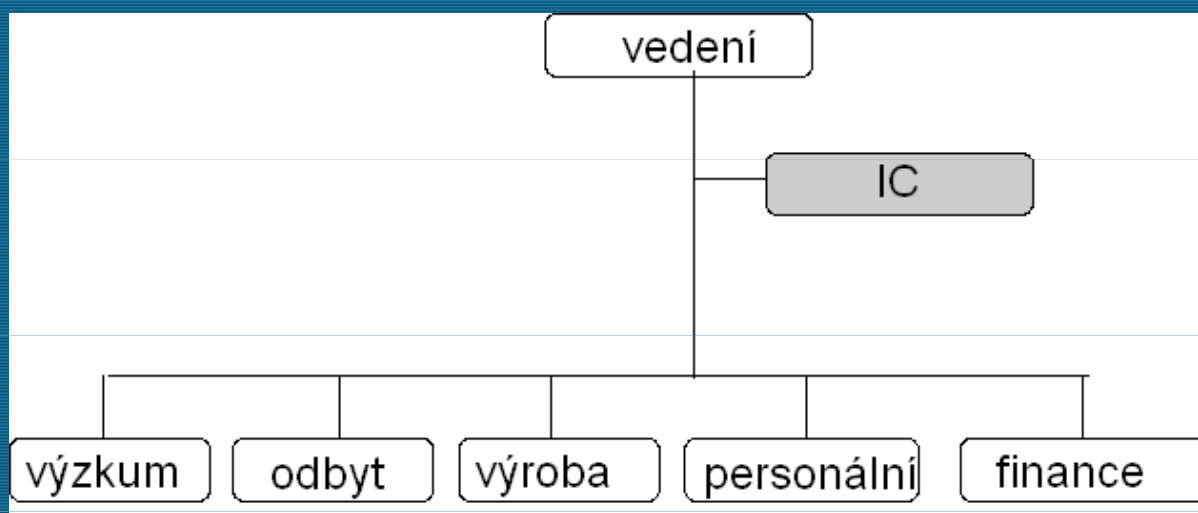 vedení
IC
výzkum
odbyt
výroba
personální
finance